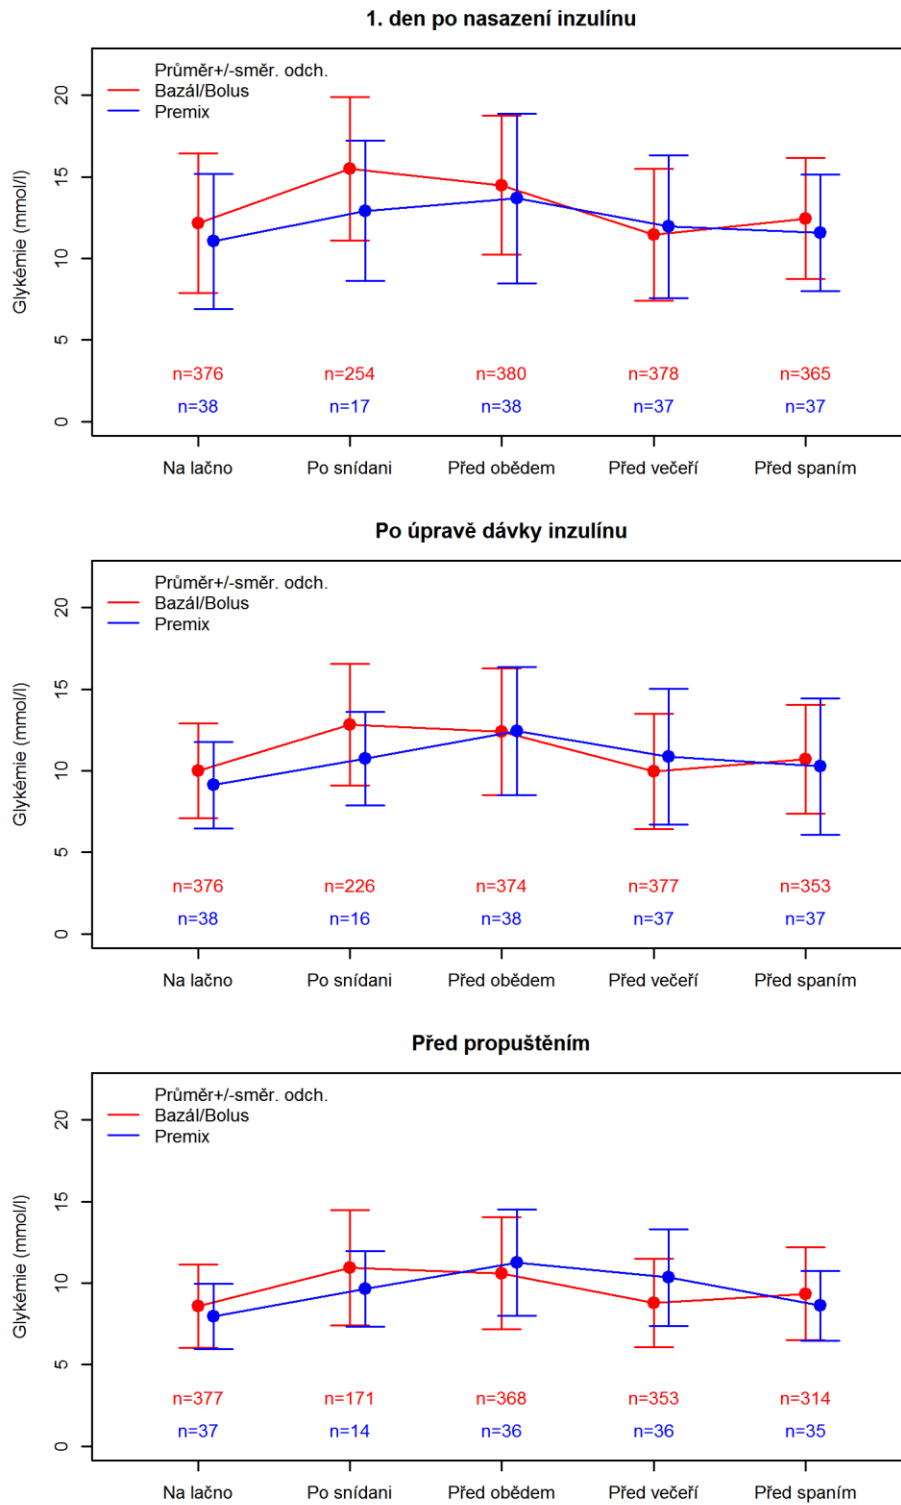 1. den po nasazení inzulínu
Průměr+/-směr. odch.
Bazál/Bolus
Premix
Glykémie (mmol/l)
20
15
10
5
0
n=376 n=254 n=380 n=378 n=365
n=38 n=17 n=38 n=37 n=37
Na lačno Po snídani Před obědem Před večeří Před spaním
Po úpravě dávky inzulínu
Průměr+/-směr. odch.
Bazál/Bolus
Premix
Glykémie (mmol/l)
20
15
10
5
0
n=376 n=226 n=374 n=377 n=353
n=38 n=16 n=38 n=37 n=37
Na lačno Po snídani Před obědem Před večeří Před spaním
Před propuštěním
Průměr+/-směr. odch.
Bazál/Bolus
Premix
Glykémie (mmol/l)
20
15
10
5
0
n=377 n=171 n=368 n=353 n=314
n=37 n=14 n=36 n=36 n=35
Na lačno Po snídani Před obědem Před večeří Před spaním